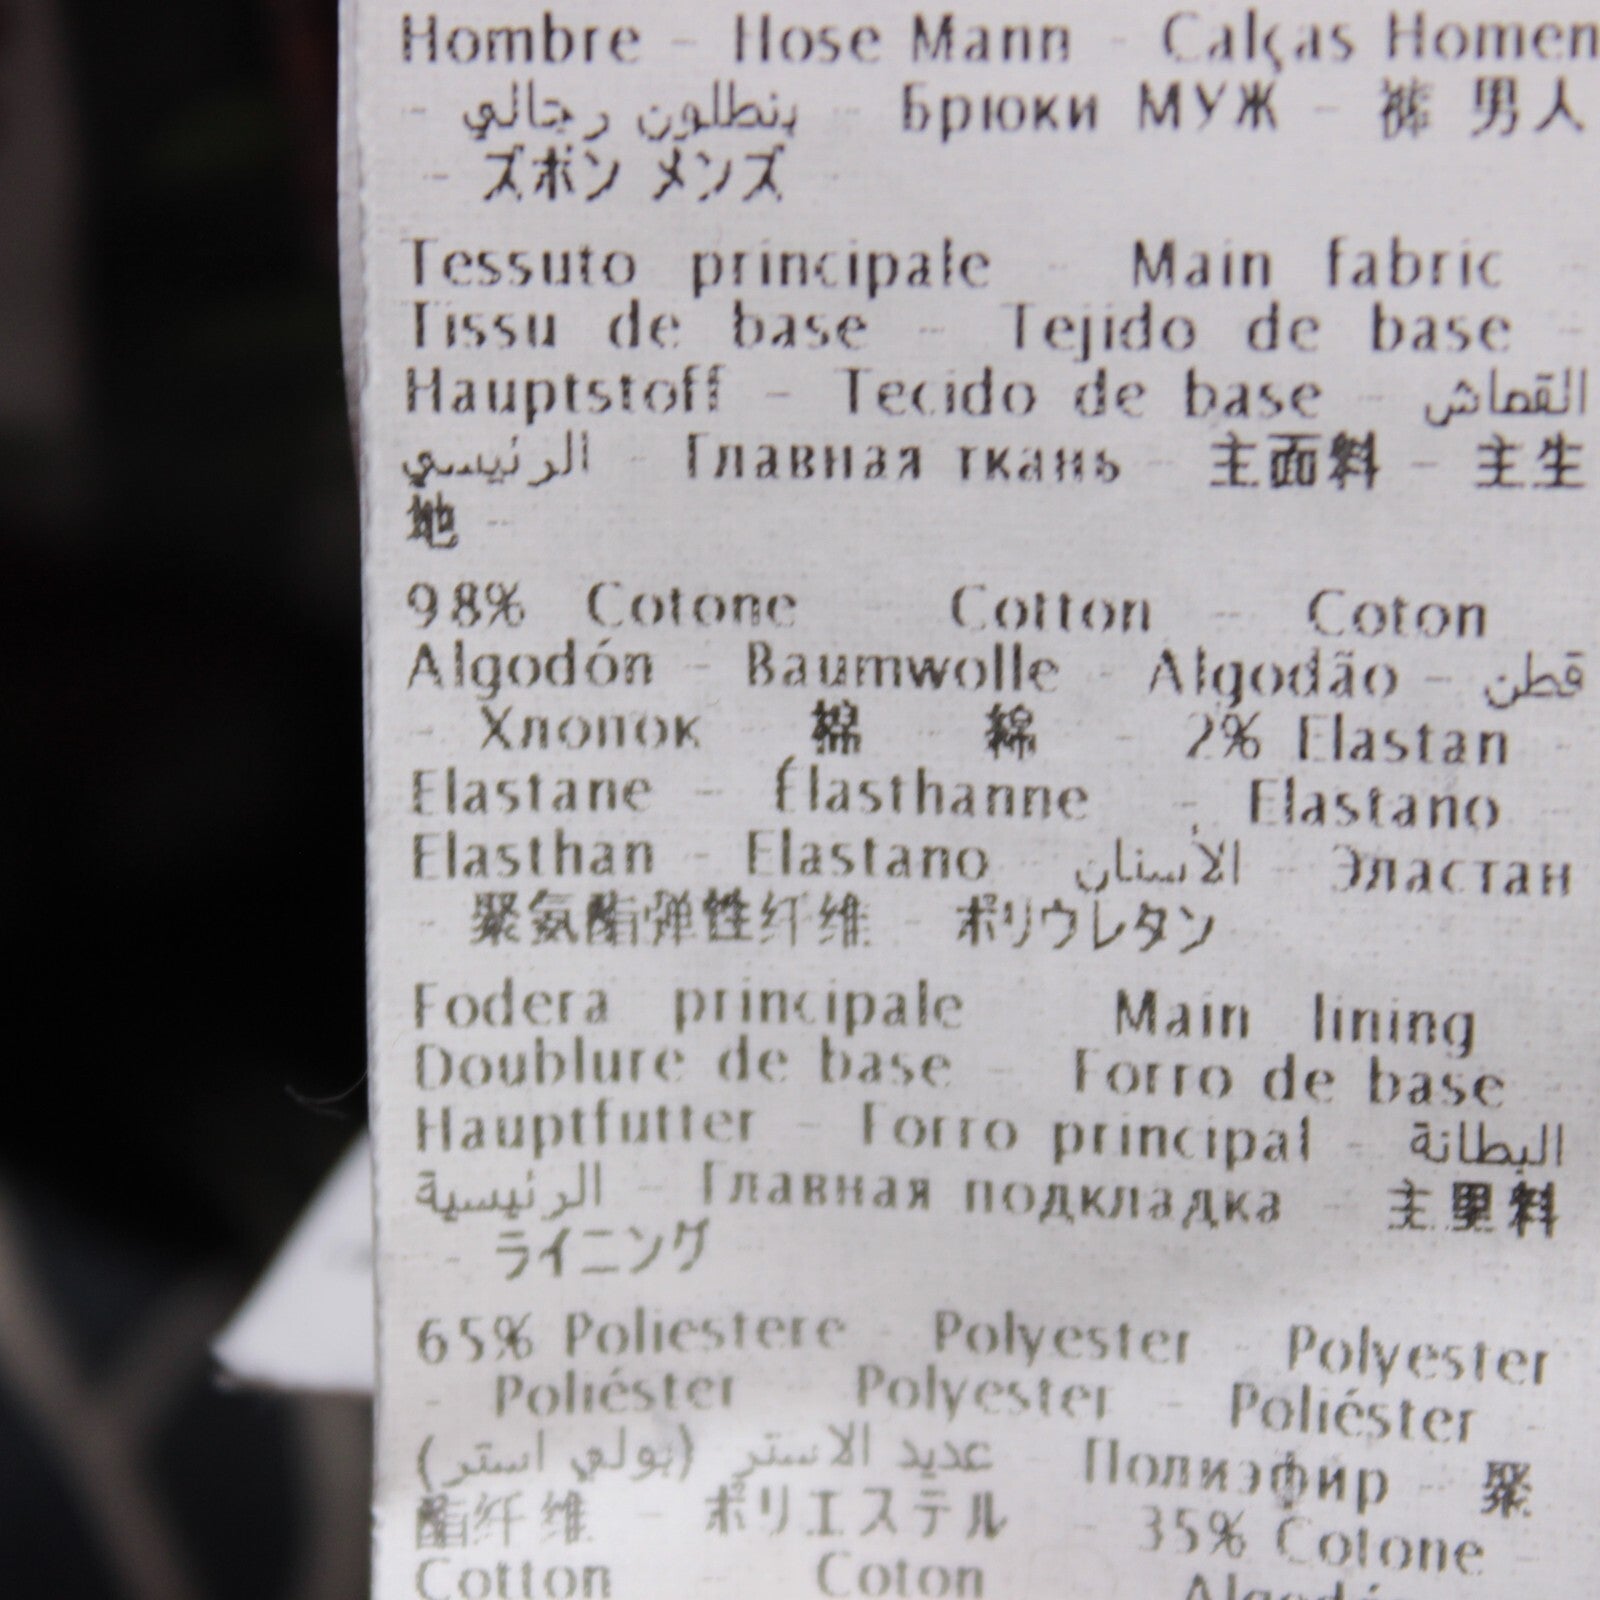 Hombre - Hose Mann - Calças Homen
- بنطلون رجالي - Брюки МУЖ - 裤 男人
- ズボン メンズ
Tessuto principale - Main fabric -
Tissu de base - Tejido de base -
Hauptstoff - Tecido de base - القماش
الرئيسي - Главная ткань - 主面料 - 主生
地 -
98% Cotone - Cotton - Coton
Algodón - Baumwolle - Algodão - قطن
- Хлопок - 棉 - 綿 - 2% Elastan -
Elastane - Élasthanne - Elastano -
Elasthan - Elastano - الأستان - Эластан
- 聚氨酯弹性纤维 - ポリウレタン
Fodera principale - Main lining
Doublure de base - Forro de base
Hauptfutter - Forro principal - البطانة
الرئيسية - Главная подкладка - 主里料
- ライニング
65% Poliestere - Polyester - Polyester
- Poliéster - Polyester - Poliéster -
عديد الاستر (بولي استر) - Полиэфир - 聚
酯纤维 - ポリエステル - 35% Cotone -
Cotton - Coton